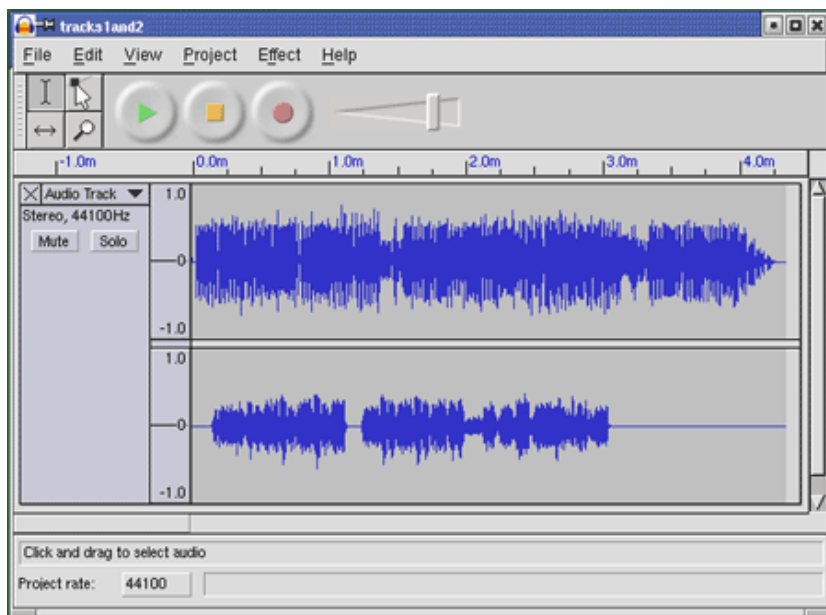 tracks1and2
File Edit View Project Effect Help
-1.0m 0.0m 1.0m 2.0m 3.0m 4.0m
Audio Track 1.0
Stereo, 44100Hz
Mute Solo
0
-1.0
1.0
0
-1.0
Click and drag to select audio
Project rate: 44100